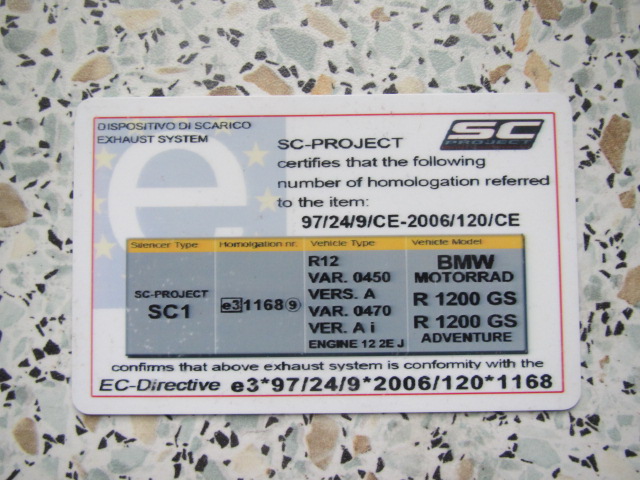 DISPOSITIVO DI SCARICO
EXHAUST SYSTEM
e
SC
PROJECT
SC-PROJECT
certifies that the following
number of homologation referred
to the item:
97/24/9/CE-2006/120/CE
Silencer Type Homolgation nr. Vehicle Type Vehicle Model
SC-PROJECT
SC1
e3 1168 9
R12
VAR. 0450
VERS. A
VAR. 0470
VER. A i
ENGINE 12 2E J
BMW
MOTORRAD
R 1200 GS
R 1200 GS
ADVENTURE
confirms that above exhaust system is conformity with the
EC-Directive e3*97/24/9*2006/120*1168